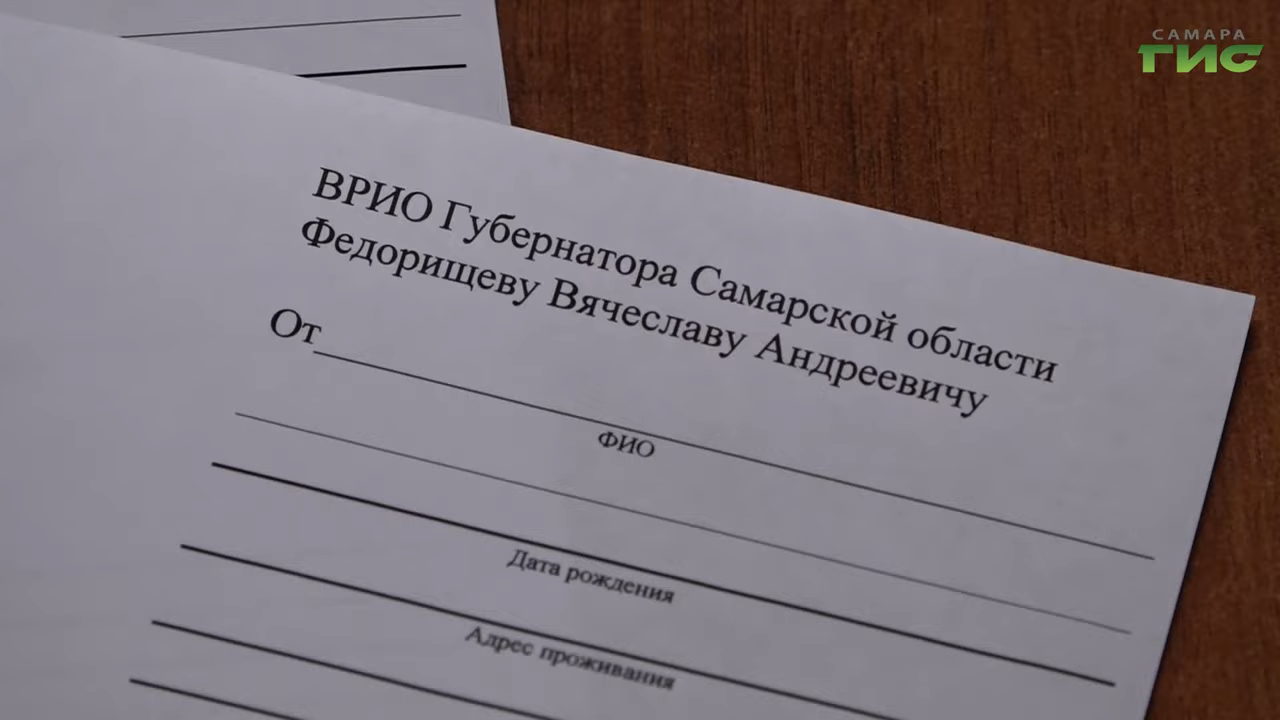 САМАРА
ГИС
ВРИО Губернатора Самарской области
Федорищеву Вячеславу Андреевичу
От
ФИО
Дата рождения
Адрес проживания